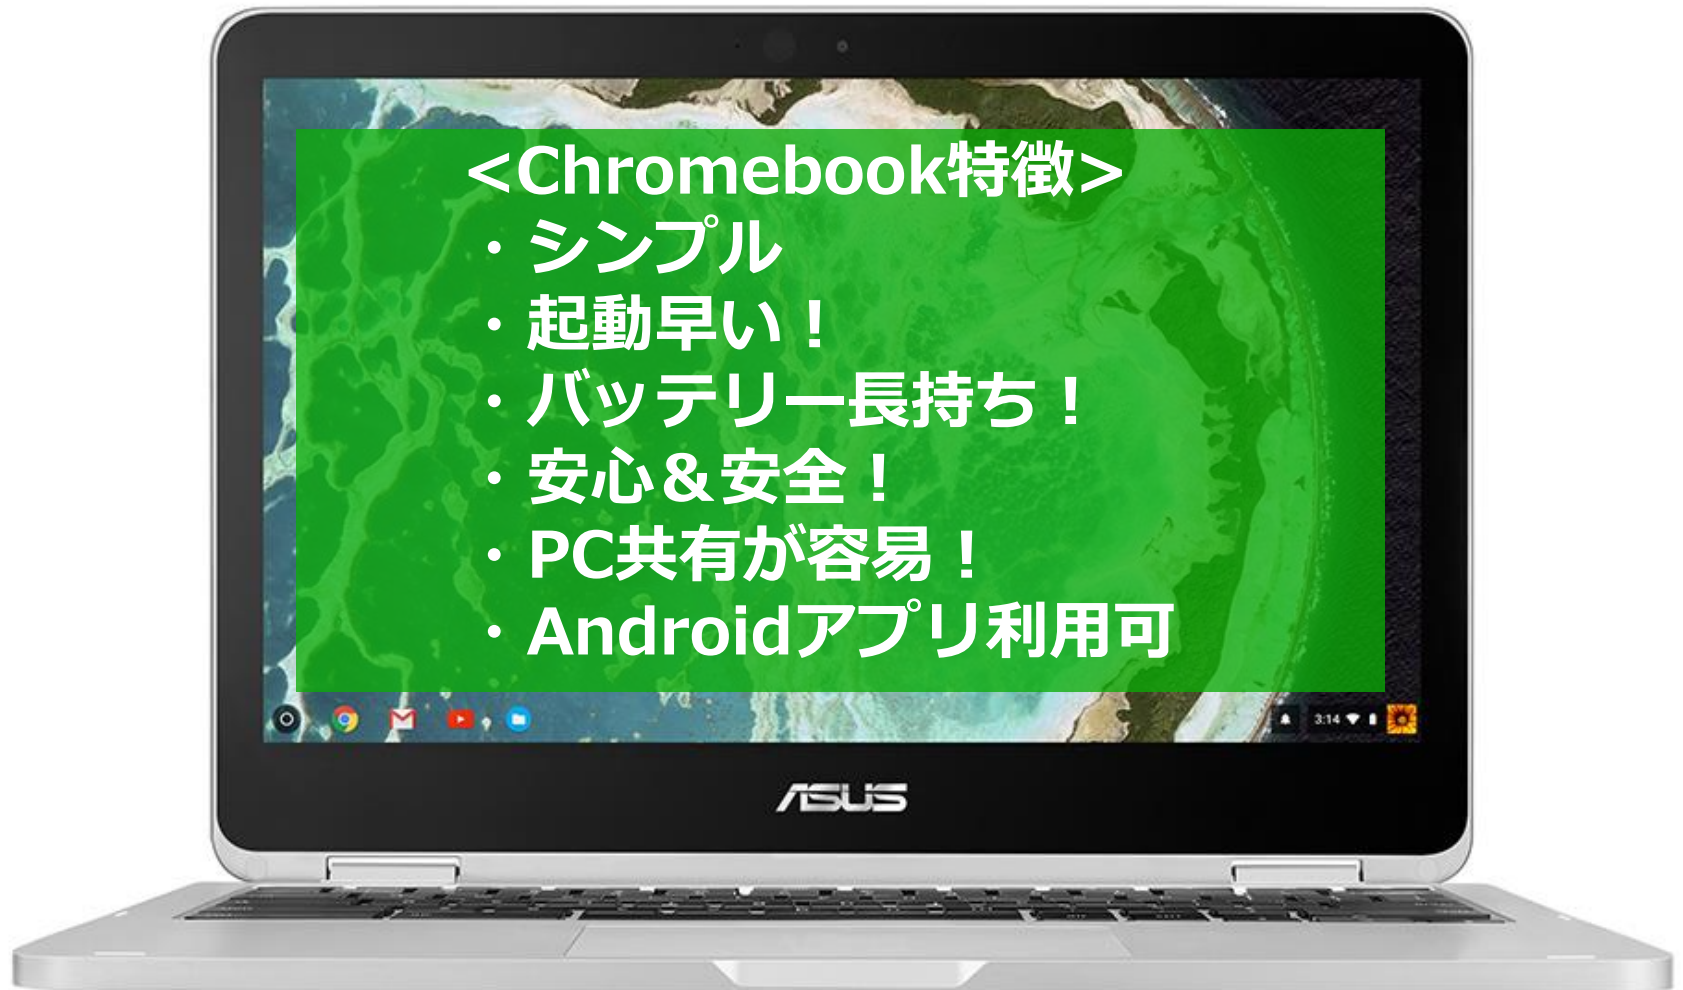 <Chromebook特徴>
・シンプル
・起動早い！
・バッテリー長持ち！
・安心＆安全！
・PC共有が容易！
・Androidアプリ利用可
3:14
ASUS